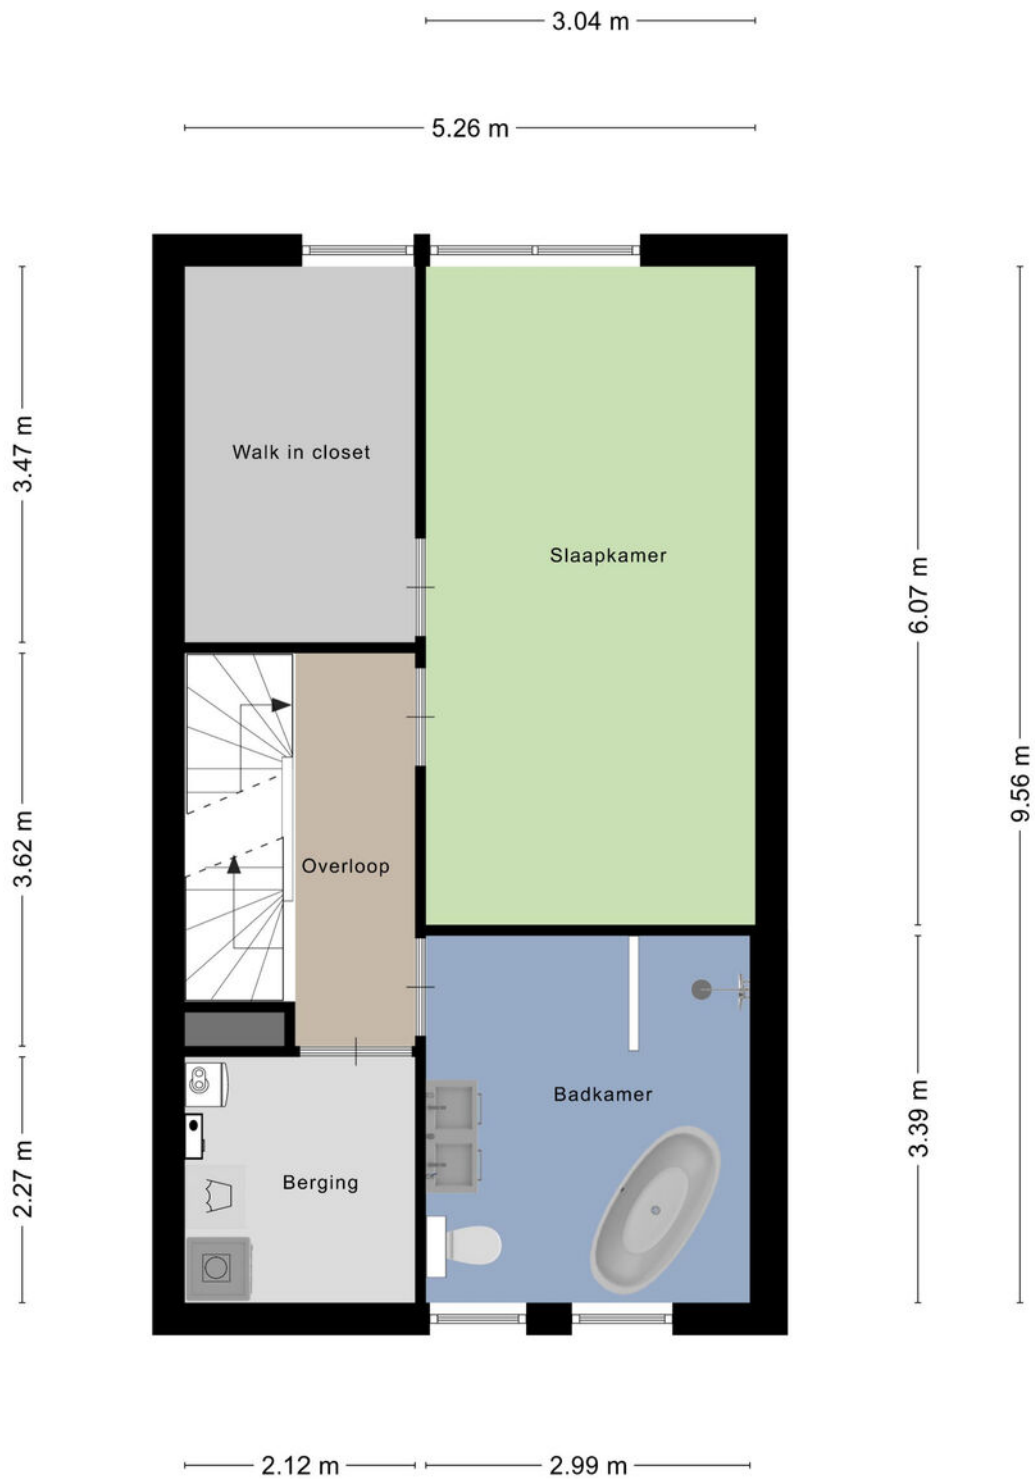 3.04 m
5.26 m
3.47 m
Walk in closet
Slaapkamer
6.07 m
9.56 m
3.62 m
Overloop
Badkamer
3.39 m
2.27 m
Berging
2.12 m
2.99 m